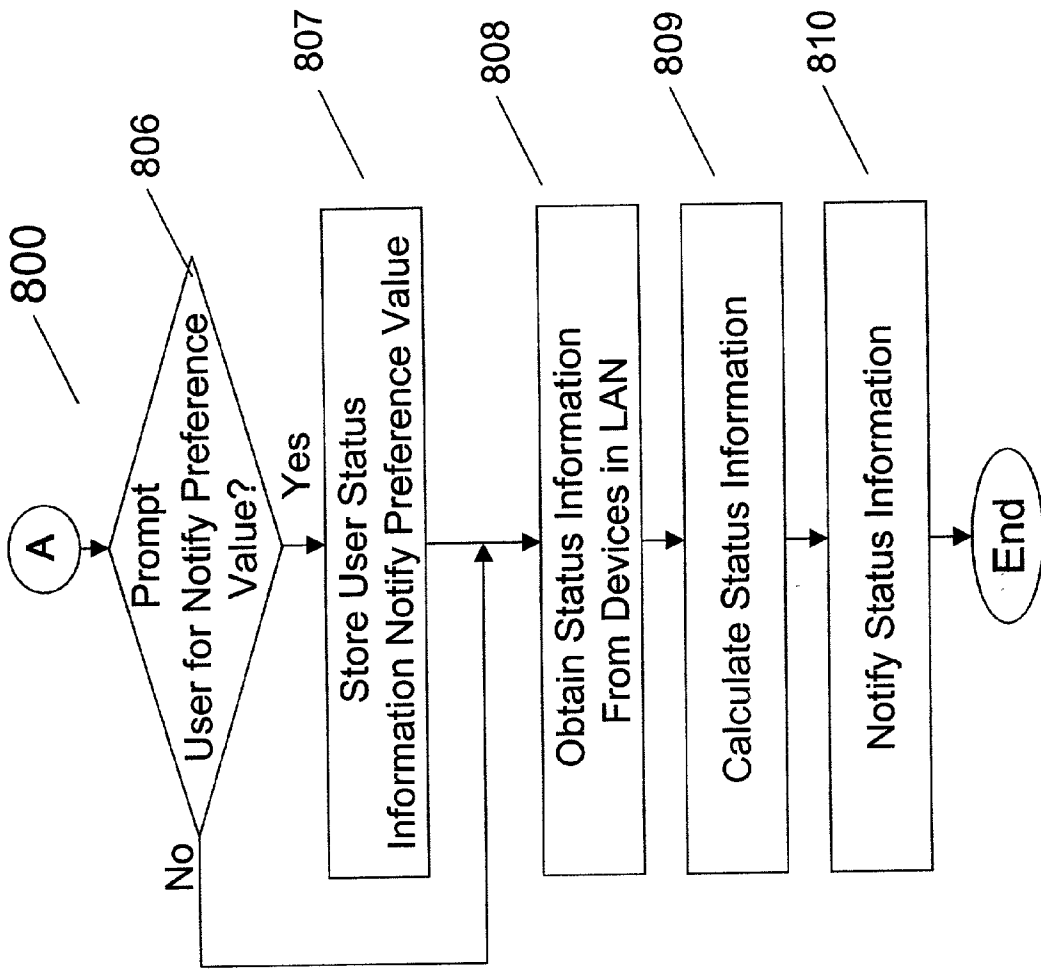 800
A
Prompt
User for Notify Preference
Value?
806
No
Yes
Store User Status
Information Notify Preference Value
807
Obtain Status Information
From Devices in LAN
808
Calculate Status Information
809
Notify Status Information
810
End